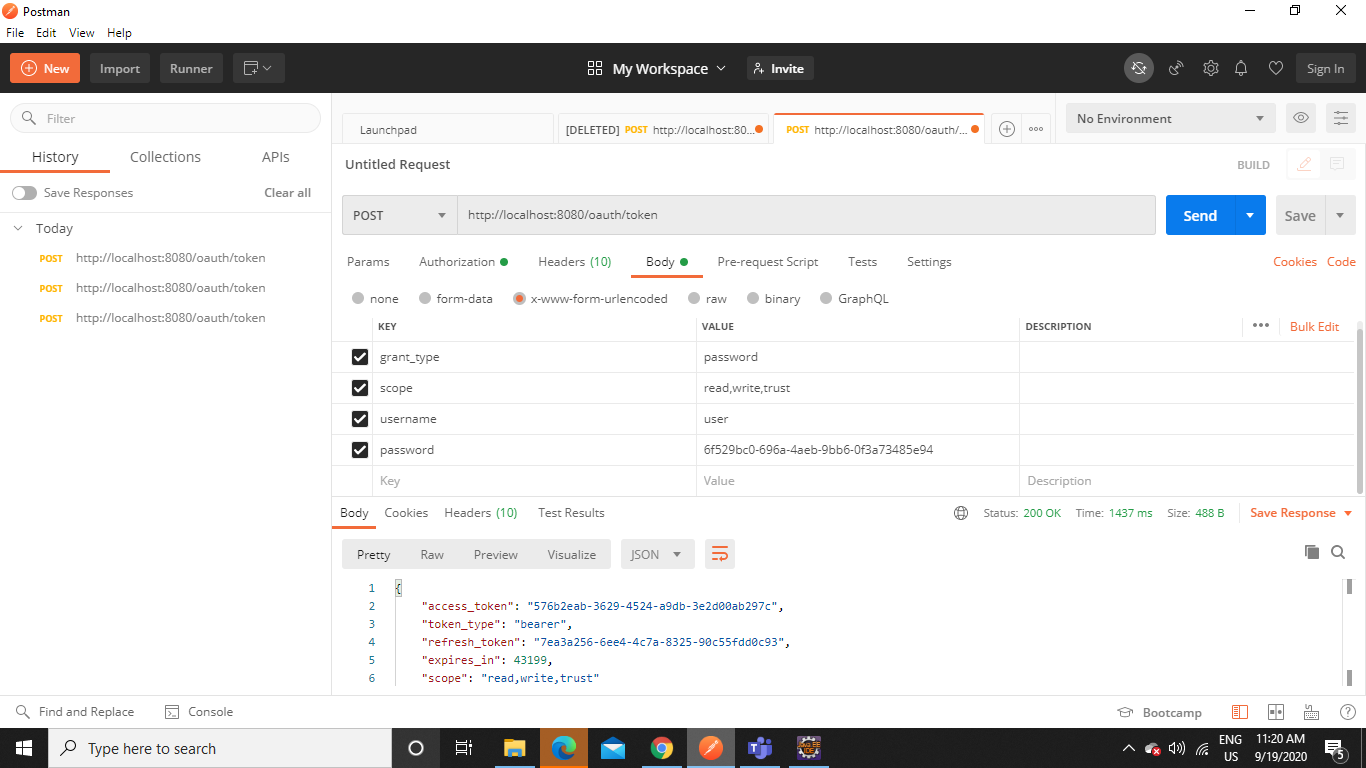 Postman
File Edit View Help
New Import Runner My Workspace Invite Sign In
Filter
History Collections APIs
Save Responses Clear all
Today
POST http://localhost:8080/oauth/token
POST http://localhost:8080/oauth/token
POST http://localhost:8080/oauth/token
Launchpad [DELETED] POST http://localhost:80... POST http://localhost:8080/oauth/... No Environment
Untitled Request BUILD
POST http://localhost:8080/oauth/token Send Save
Params Authorization Headers (10) Body Pre-request Script Tests Settings Cookies Code
none form-data x-www-form-urlencoded raw binary GraphQL
KEY VALUE DESCRIPTION Bulk Edit
grant_type password
scope read,write,trust
username user
password 6f529bc0-696a-4aeb-9bb6-0f3a73485e94
Key Value Description
Body Cookies Headers (10) Test Results Status: 200 OK Time: 1437 ms Size: 488 B Save Response
Pretty Raw Preview Visualize JSON
1 {
2 "access_token": "576b2eab-3629-4524-a9db-3e2d00ab297c",
3 "token_type": "bearer",
4 "refresh_token": "7ea3a256-6ee4-4c7a-8325-90c55fdd0c93",
5 "expires_in": 43199,
6 "scope": "read,write,trust"
Find and Replace Console Bootcamp
Type here to search
Java EE IDE
ENG US
11:20 AM
9/19/2020
5